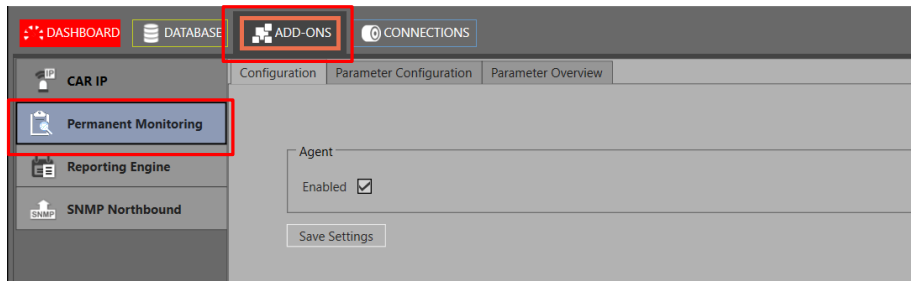 DASHBOARD DATABASE ADD-ONS CONNECTIONS
IP CAR IP
Configuration Parameter Configuration Parameter Overview
Permanent Monitoring
Agent
Reporting Engine
Enabled
SNMP SNMP Northbound
Save Settings